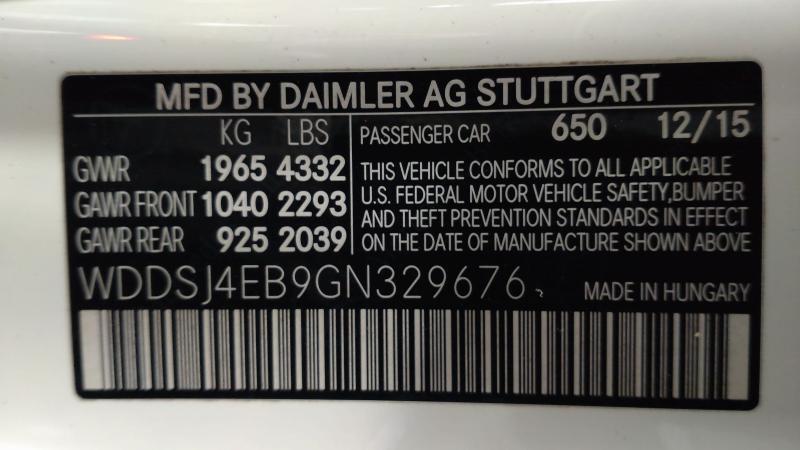 MFD BY DAIMLER AG STUTTGART
KG LBS
GVWR 1965 4332
GAWR FRONT 1040 2293
GAWR REAR 925 2039
PASSENGER CAR 650 12/15
THIS VEHICLE CONFORMS TO ALL APPLICABLE
U.S. FEDERAL MOTOR VEHICLE SAFETY,BUMPER
AND THEFT PREVENTION STANDARDS IN EFFECT
ON THE DATE OF MANUFACTURE SHOWN ABOVE
WDDSJ4EB9GN329676
MADE IN HUNGARY